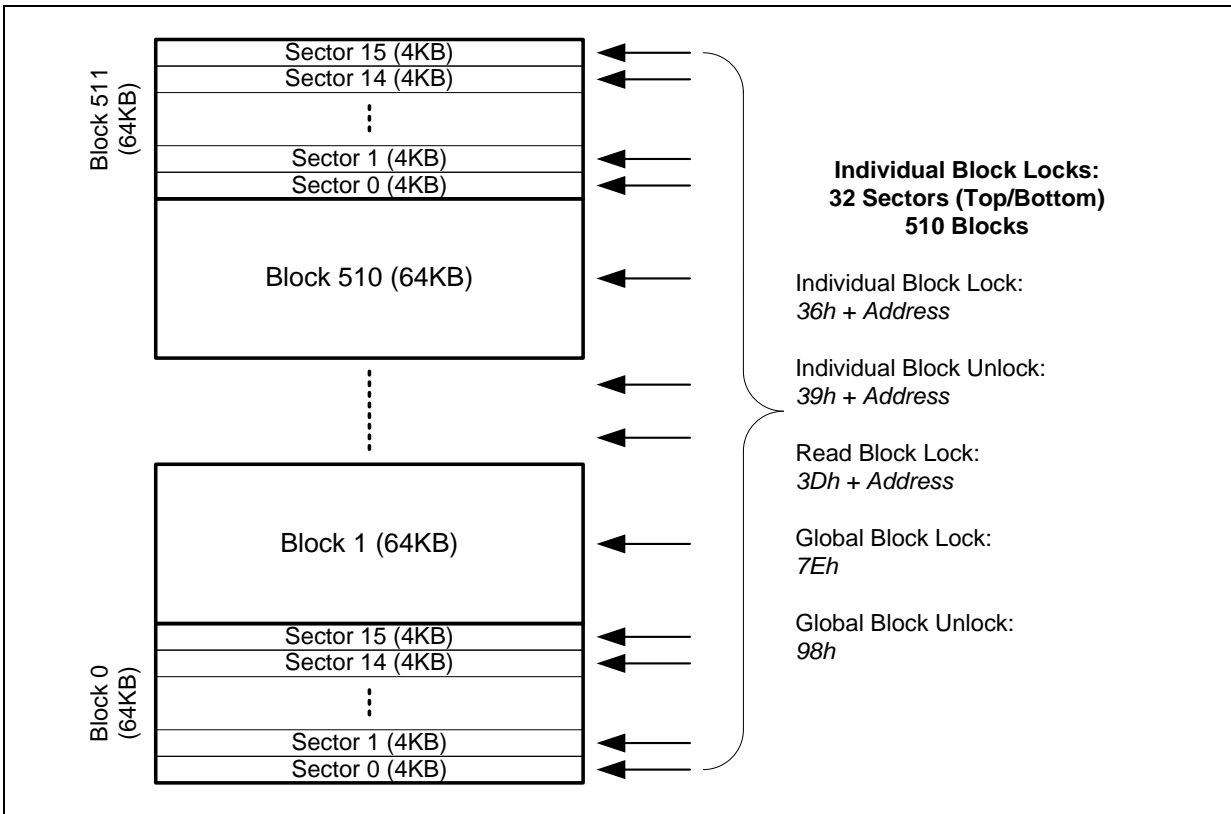 Block 511
(64KB)
Sector 15 (4KB)
Sector 14 (4KB)
Sector 1 (4KB)
Sector 0 (4KB)
Block 510 (64KB)
Block 1 (64KB)
Block 0
(64KB)
Sector 15 (4KB)
Sector 14 (4KB)
Sector 1 (4KB)
Sector 0 (4KB)
Individual Block Locks:
32 Sectors (Top/Bottom)
510 Blocks
Individual Block Lock:
36h + Address
Individual Block Unlock:
39h + Address
Read Block Lock:
3Dh + Address
Global Block Lock:
7Eh
Global Block Unlock:
98h